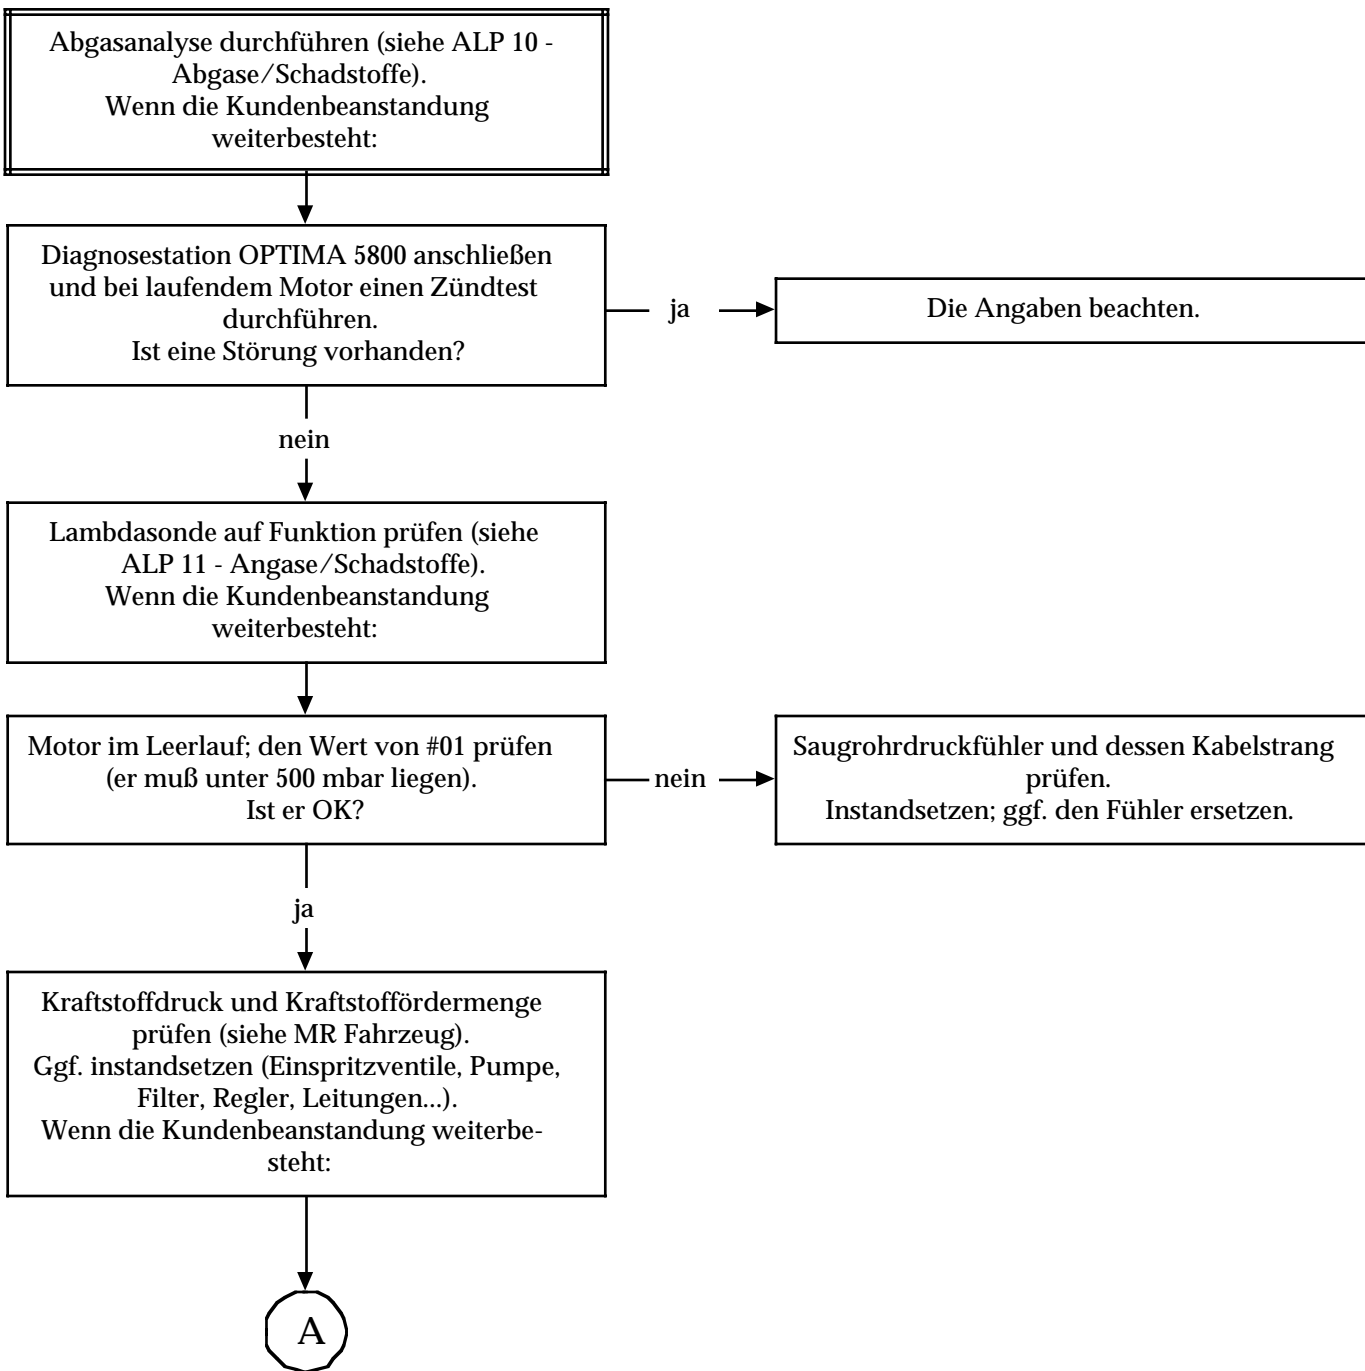 Abgasanalyse durchführen (siehe ALP 10 -
Abgase/Schadstoffe).
Wenn die Kundenbeanstandung
weiterbesteht:
Diagnosestation OPTIMA 5800 anschließen
und bei laufendem Motor einen Zündtest
durchführen.
Ist eine Störung vorhanden?
ja
Die Angaben beachten.
nein
Lambdasonde auf Funktion prüfen (siehe
ALP 11 - Angase/Schadstoffe).
Wenn die Kundenbeanstandung
weiterbesteht:
Motor im Leerlauf; den Wert von #01 prüfen
(er muß unter 500 mbar liegen).
Ist er OK?
nein
Saugrohrdruckfühler und dessen Kabelstrang
prüfen.
Instandsetzen; ggf. den Fühler ersetzen.
ja
Kraftstoffdruck und Kraftstoffördermenge
prüfen (siehe MR Fahrzeug).
Ggf. instandsetzen (Einspritzventile, Pumpe,
Filter, Regler, Leitungen...).
Wenn die Kundenbeanstandung weiterbe-
steht:
A